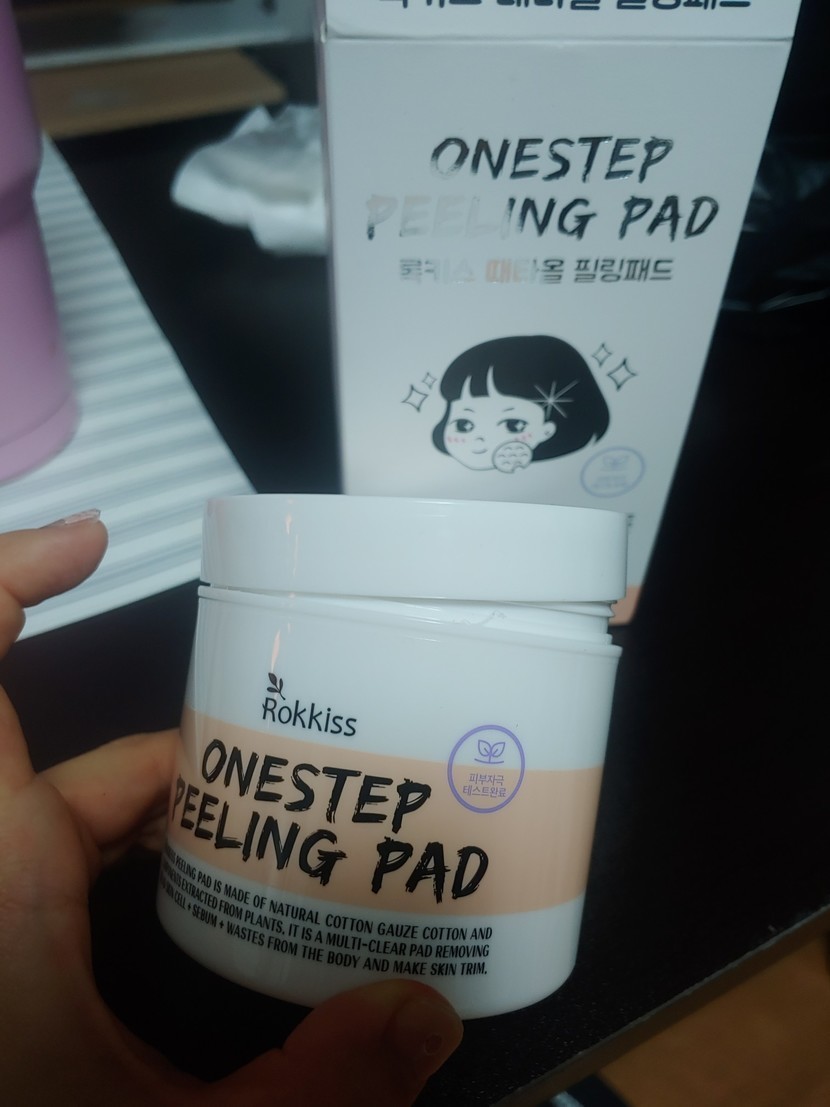 ONESTEP
PEELING PAD
록키스 때타올 필링패드
Rokkiss
ONESTEP
PEELING PAD
피부자극
테스트완료
PEELING PAD IS MADE OF NATURAL COTTON GAUZE COTTON AND
EXTRACTED FROM PLANTS. IT IS A MULTI-CLEAR PAD REMOVING
SKIN CELL + SEBUM + WASTES FROM THE BODY AND MAKE SKIN TRIM.